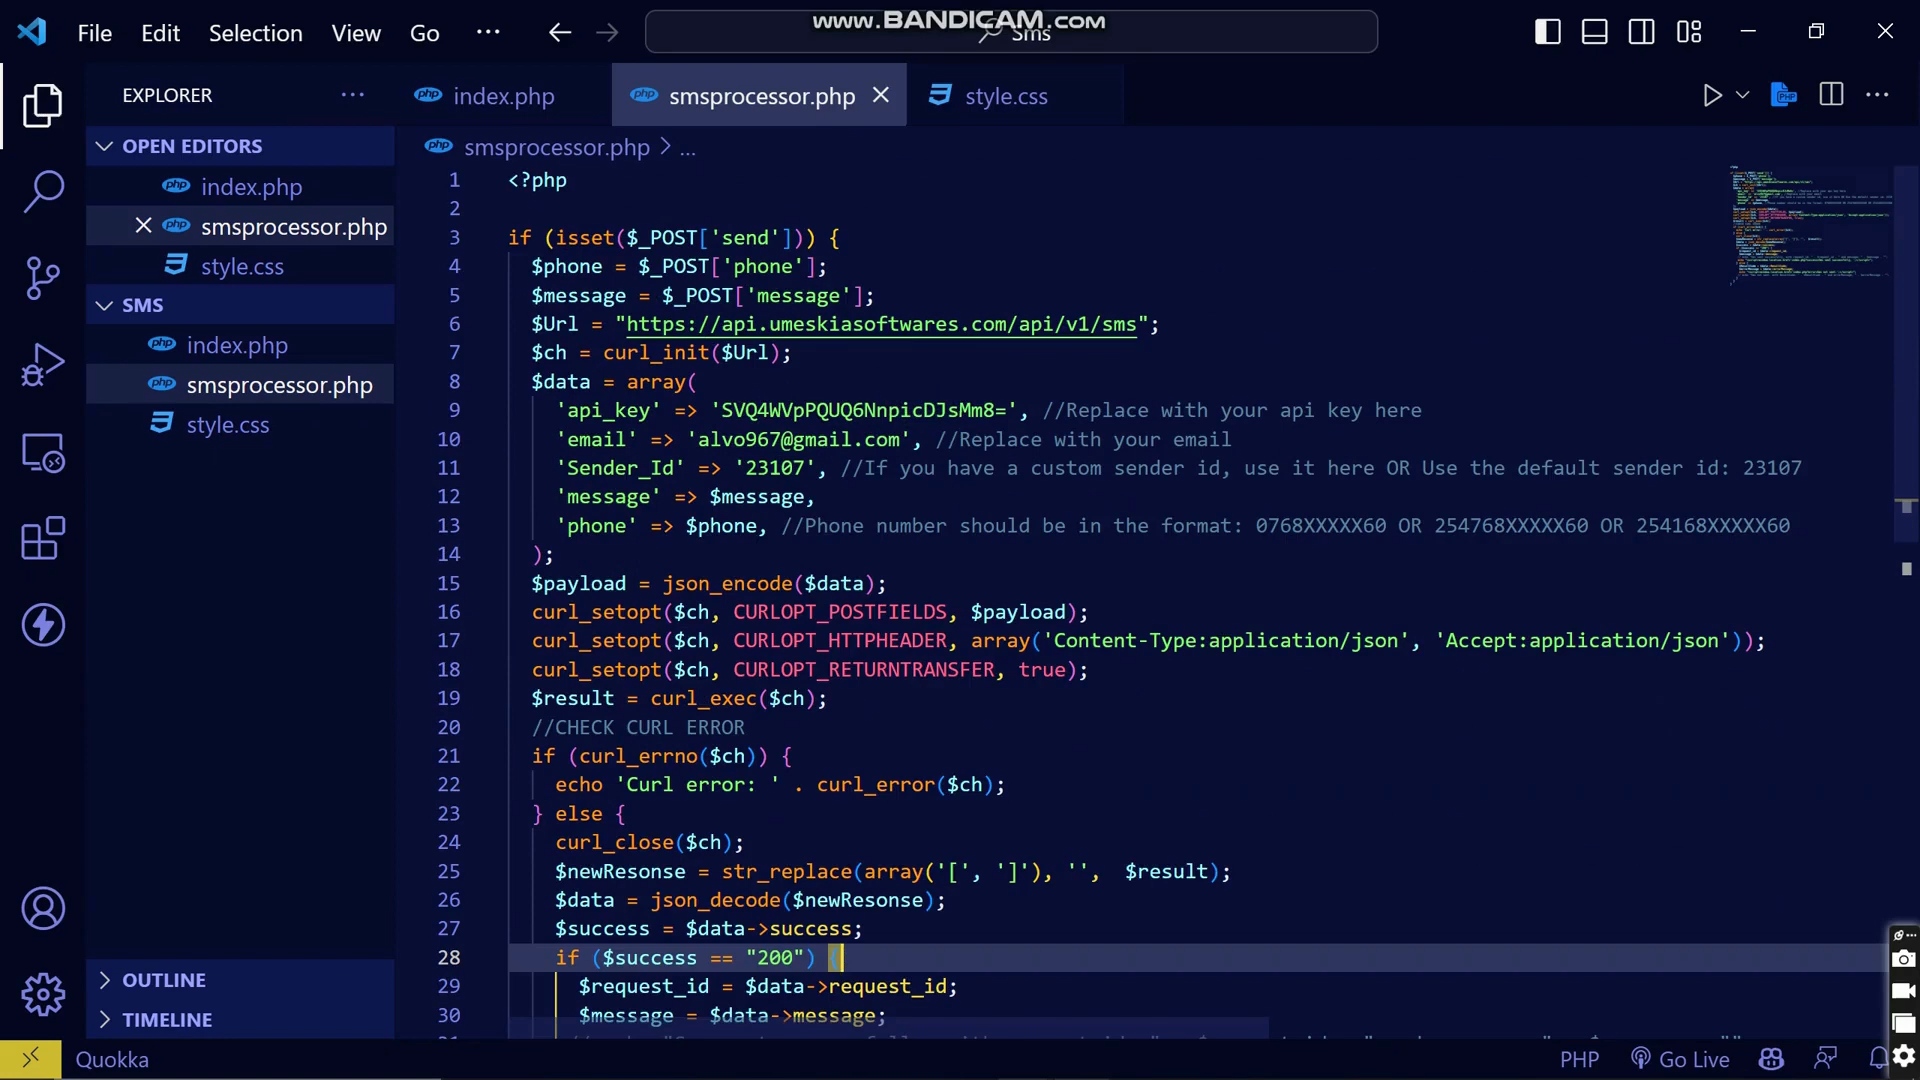 File Edit Selection View Go ··· Sms
www.BANDICAM.com
EXPLORER ···
index.php smsprocessor.php style.css
OPEN EDITORS
index.php
smsprocessor.php
style.css
SMS
index.php
smsprocessor.php
style.css
OUTLINE
TIMELINE
smsprocessor.php > ...
1 <?php
2
3 if (isset($_POST['send'])) {
4 $phone = $_POST['phone'];
5 $message = $_POST['message'];
6 $Url = "https://api.umeskiasoftwares.com/api/v1/sms";
7 $ch = curl_init($Url);
8 $data = array(
9 'api_key' => 'SVQ4WVpPQUQ6NnpicDJsMm8=', //Replace with your api key here
10 'email' => 'alvo967@gmail.com', //Replace with your email
11 'Sender_Id' => '23107', //If you have a custom sender id, use it here OR Use the default sender id: 23107
12 'message' => $message,
13 'phone' => $phone, //Phone number should be in the format: 0768XXXXX60 OR 254768XXXXX60 OR 254168XXXXX60
14 );
15 $payload = json_encode($data);
16 curl_setopt($ch, CURLOPT_POSTFIELDS, $payload);
17 curl_setopt($ch, CURLOPT_HTTPHEADER, array('Content-Type:application/json', 'Accept:application/json'));
18 curl_setopt($ch, CURLOPT_RETURNTRANSFER, true);
19 $result = curl_exec($ch);
20 //CHECK CURL ERROR
21 if (curl_errno($ch)) {
22 echo 'Curl error: ' . curl_error($ch);
23 } else {
24 curl_close($ch);
25 $newResonse = str_replace(array('[', ']'), '', $result);
26 $data = json_decode($newResonse);
27 $success = $data->success;
28 if ($success == "200") {
29 $request_id = $data->request_id;
30 $message = $data->message;
Quokka PHP Go Live